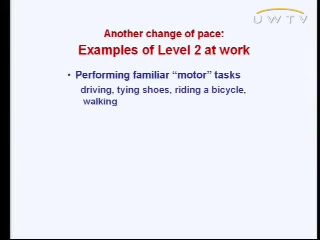 UWTV
Another change of pace:
Examples of Level 2 at work
• Performing familiar “motor” tasks
driving, tying shoes, riding a bicycle,
walking